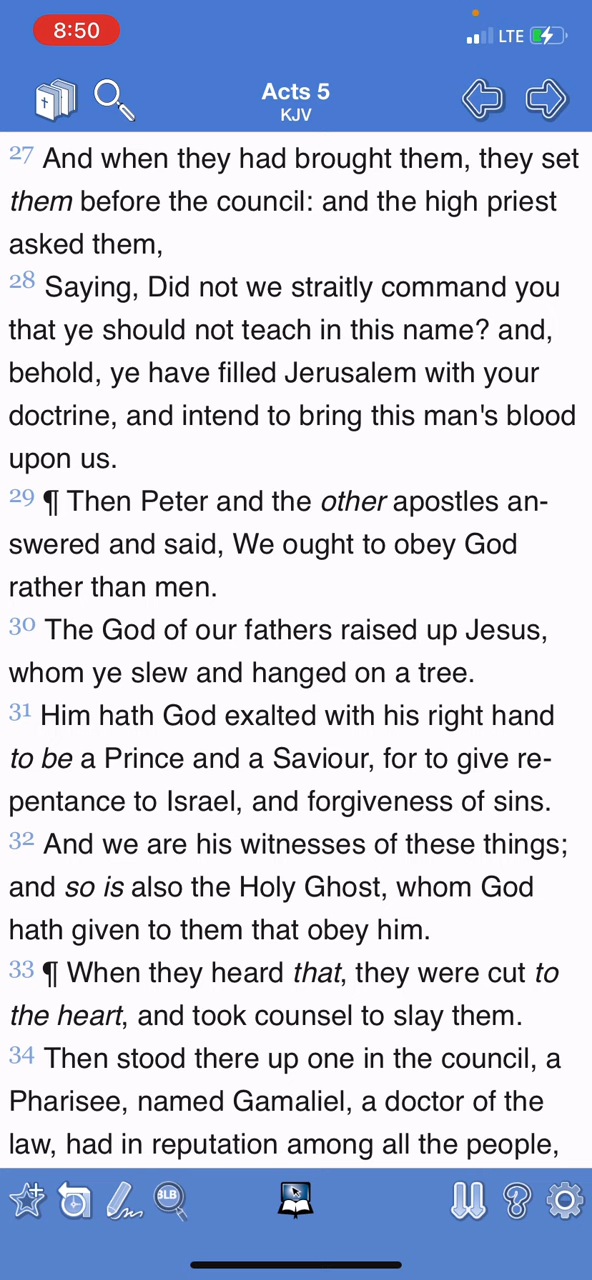 8:50
LTE
Acts 5
KJV
27 And when they had brought them, they set
them before the council: and the high priest
asked them,
28 Saying, Did not we straitly command you
that ye should not teach in this name? and,
behold, ye have filled Jerusalem with your
doctrine, and intend to bring this man's blood
upon us.
29 ¶ Then Peter and the other apostles an-
swered and said, We ought to obey God
rather than men.
30 The God of our fathers raised up Jesus,
whom ye slew and hanged on a tree.
31 Him hath God exalted with his right hand
to be a Prince and a Saviour, for to give re-
pentance to Israel, and forgiveness of sins.
32 And we are his witnesses of these things;
and so is also the Holy Ghost, whom God
hath given to them that obey him.
33 ¶ When they heard that, they were cut to
the heart, and took counsel to slay them.
34 Then stood there up one in the council, a
Pharisee, named Gamaliel, a doctor of the
law, had in reputation among all the people,
BLB